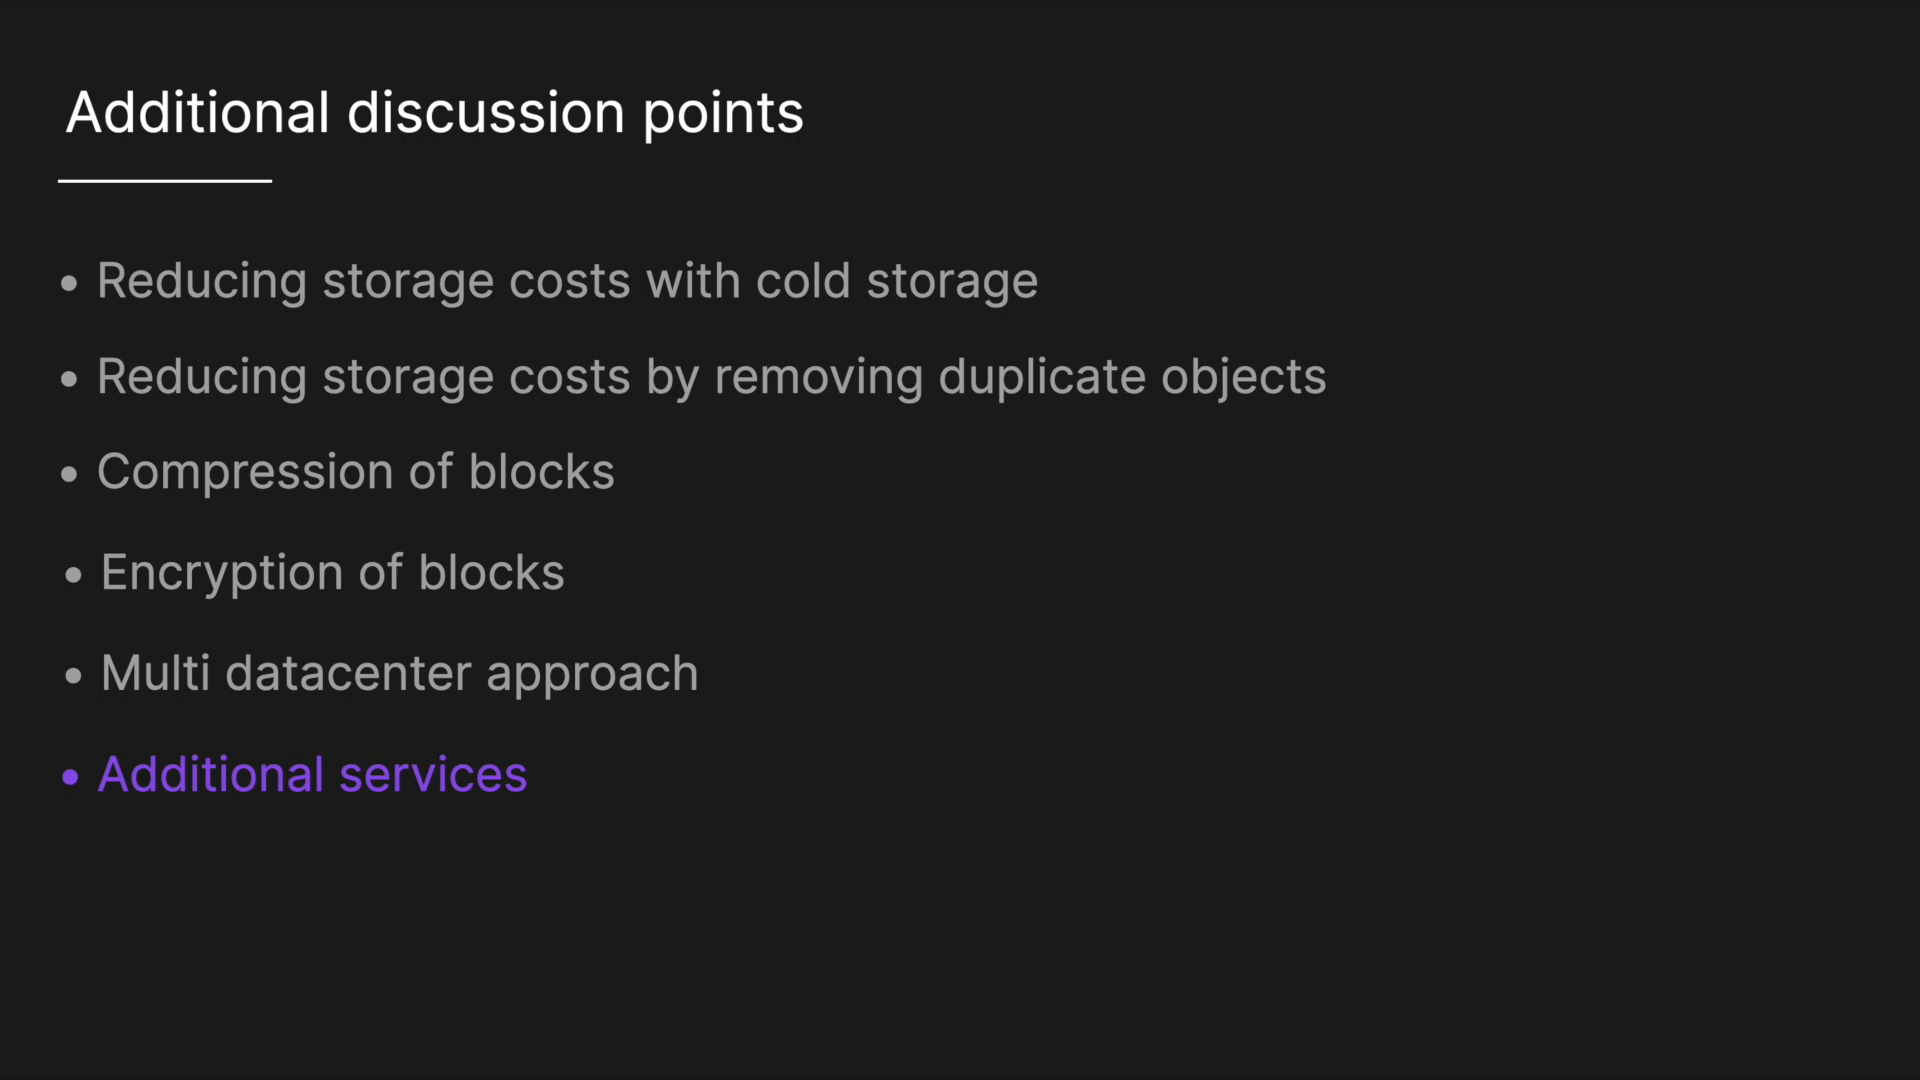 Additional discussion points
• Reducing storage costs with cold storage
• Reducing storage costs by removing duplicate objects
• Compression of blocks
• Encryption of blocks
• Multi datacenter approach
• Additional services